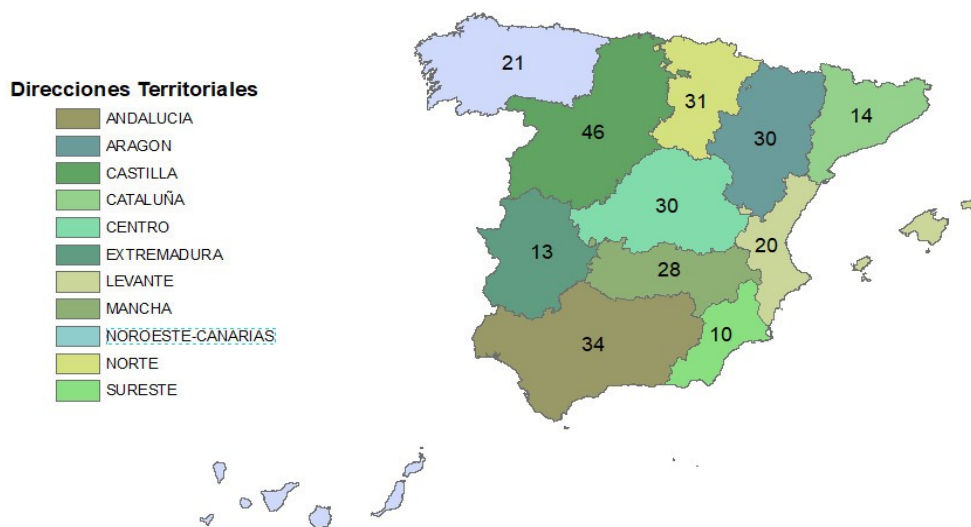 Direcciones Territoriales
ANDALUCIA
ARAGON
CASTILLA
CATALUÑA
CENTRO
EXTREMADURA
LEVANTE
MANCHA
NOROESTE-CANARIAS
NORTE
SURESTE
21
46
31
30
14
30
20
13
28
34
10